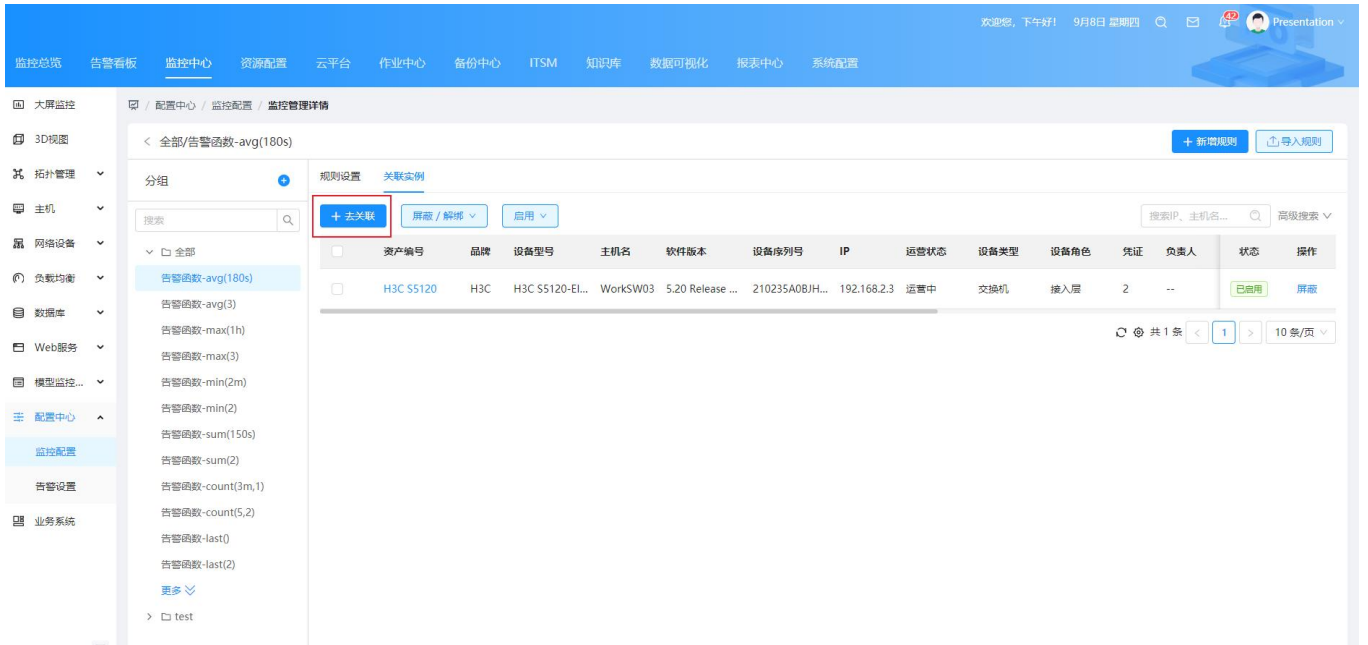 欢迎您, 下午好! 9月8日 星期四 42 Presentation
监控总览 告警看板 监控中心 资源配置 云平台 作业中心 备份中心 ITSM 知识库 数据可视化 报表中心 系统配置
大屏监控
3D视图
拓扑管理
主机
网络设备
负载均衡
数据库
Web服务
模型监控...
配置中心
监控配置
告警设置
业务系统
/ 配置中心 / 监控配置 / 监控管理详情
< 全部/告警函数-avg(180s)
+ 新增规则 导入规则
分组
搜索
全部
告警函数-avg(180s)
告警函数-avg(3)
告警函数-max(1h)
告警函数-max(3)
告警函数-min(2m)
告警函数-min(2)
告警函数-sum(150s)
告警函数-sum(2)
告警函数-count(3m,1)
告警函数-count(5,2)
告警函数-last()
告警函数-last(2)
更多
test
规则设置 关联实例
+ 去关联 屏蔽 / 解绑 启用 搜索IP、主机名... 高级搜索
资产编号 品牌 设备型号 主机名 软件版本 设备序列号 IP 运营状态 设备类型 设备角色 凭证 负责人 状态 操作
H3C S5120 H3C H3C S5120-EI... WorkSW03 5.20 Release ... 210235A0BJH... 192.168.2.3 运营中 交换机 接入层 2 -- 已启用 屏蔽
共 1 条 < 1 > 10 条/页